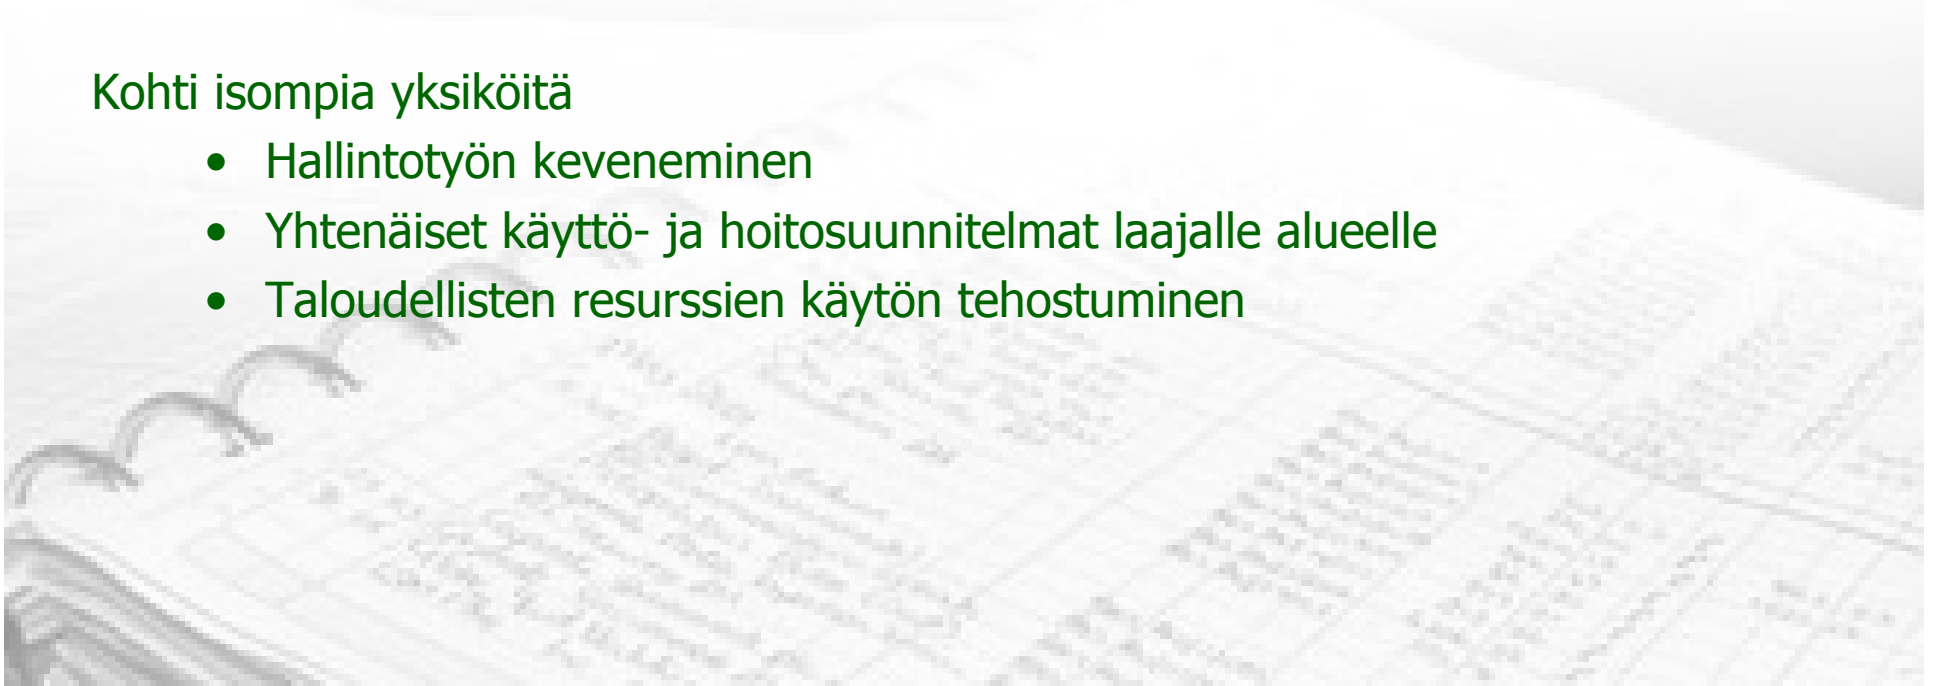 Kohti isompia yksiköitä
• Hallintotyön keveneminen
• Yhtenäiset käyttö- ja hoitosuunnitelmat laajalle alueelle
• Taloudellisten resurssien käytön tehostuminen